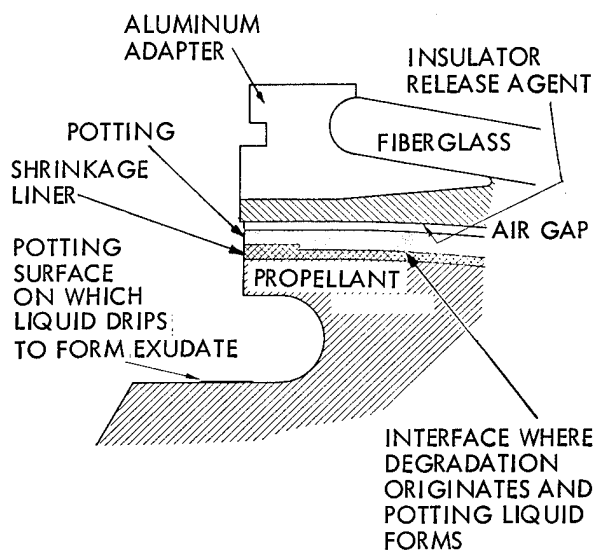 ALUMINUM
ADAPTER
INSULATOR
RELEASE AGENT
POTTING
FIBERGLASS
SHRINKAGE
LINER
AIR GAP
POTTING
SURFACE
ON WHICH
LIQUID DRIPS
TO FORM EXUDATE
PROPELLANT
INTERFACE WHERE
DEGRADATION
ORIGINATES AND
POTTING LIQUID
FORMS